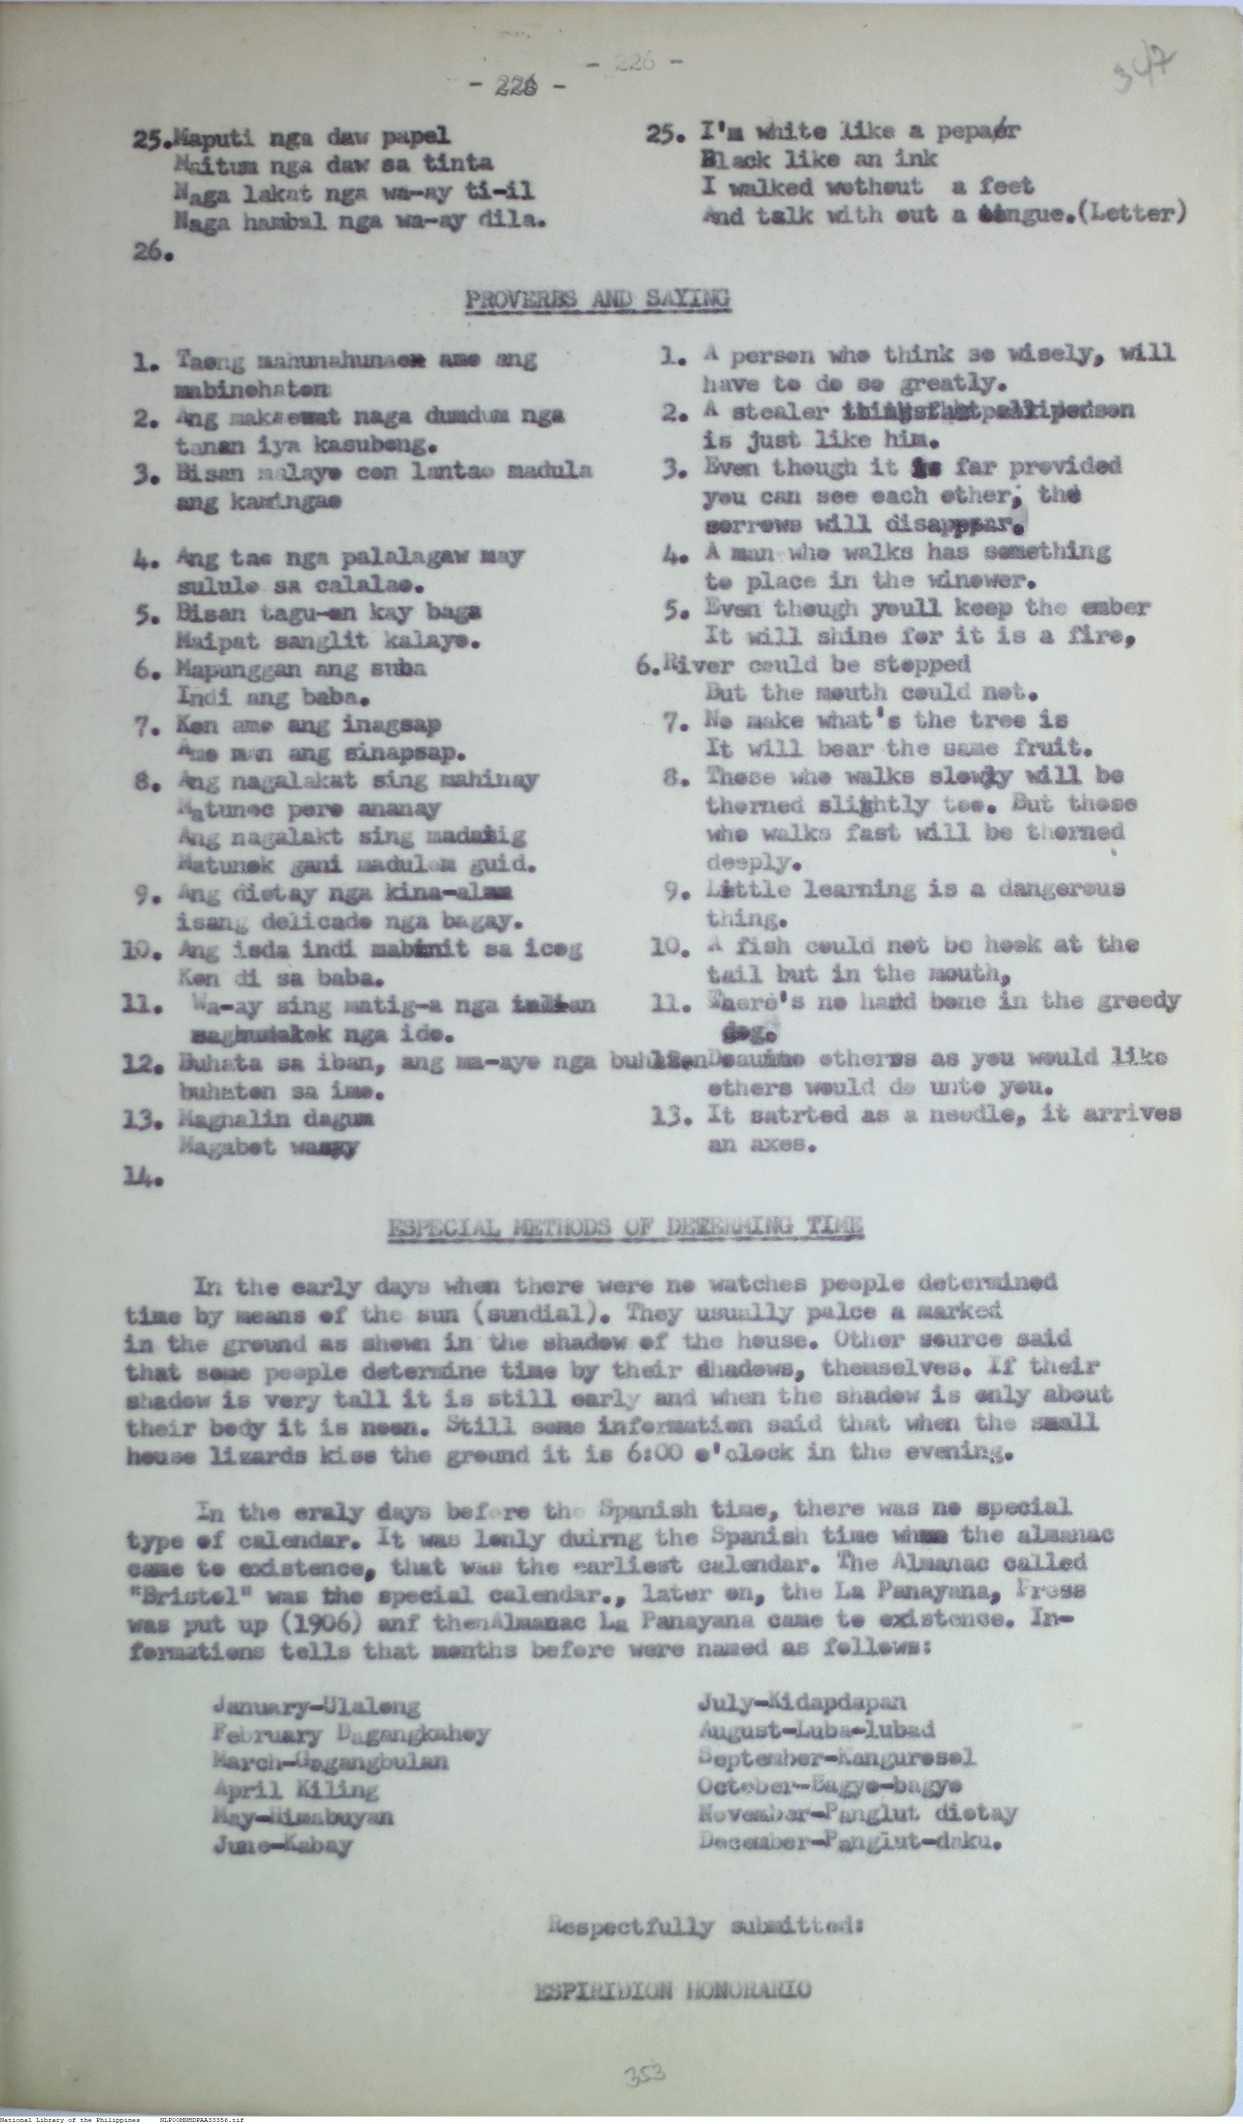 - 226 -
- 226 -
347
25. Maputi nga daw papel
Maitum nga daw sa tinta
Naga lakat nga wa-ay ti-il
Naga hambal nga wa-ay dila.
25. I'm white like a pepaer
Black like an ink
I walked wothout a feet
And talk with out a tongue.(Letter)
26.
PROVERBS AND SAYING
1. Taong mahunahunaon amo ang
mabinohaton
2. Ang makaswat naga dumdum nga
tanan iya kasubong.
3. Bisan malayo con lantao madula
ang kamingao
4. Ang tao nga palalagaw may
sululo sa calalao.
5. Bisan tagu-on kay baga
Maipat sanglit kalayo.
6. Mapunggan ang suba
Indi ang baba.
7. Kon amo ang inagsap
Amo man ang sinapsap.
8. Ang nagalakat sing mahinay
Matunoc pero ananay
Ang nagalakt sing madasig
Matunok gani madulom guid.
9. Ang diotay nga kina-alam
isang delicado nga bagay.
10. Ang isda indi mabinit sa icog
Kon di sa baba.
11. Wa-ay sing matig-a nga
nga ido.
12. Buhata sa iban, ang ma-ayo nga
buhaton sa imo.
13. Maghalin dagum
Magabot wasay
14.
1. A person who think so wisely, will
have to do so greatly.
2. A stealer
is just like him.
3. Even though it is far provided
you can see each other; the
sorrows will disappear.
4. A man who walks has something
to place in the winower.
5. Even though youll keep the ember
It will shine for it is a fire,
6. River could be stopped
But the mouth could not.
7. No make what's the tree is
It will bear the same fruit.
8. Those who walks slowly will be
thorned slightly too. But those
who walks fast will be thorned
deeply.
9. Little learning is a dangerous
thing.
10. A fish could not be hook at the
tail but in the mouth,
11. There's no hard bone in the greedy
dog.
12. others as you would like
others would do unto you.
13. It satrted as a needle, it arrives
an axes.
ESPECIAL METHODS OF DETERMING TIME
In the early days when there were no watches people determined
time by means of the sun (sundial). They usually palce a marked
in the ground as shown in the shadow of the house. Other source said
that some people determine time by their shadows, themselves. If their
shadow is very tall it is still early and when the shadow is only about
their body it is noon. Still some information said that when the small
house lizards kiss the ground it is 6:00 o'clock in the evening.
In the eraly days before the Spanish time, there was no special
type of calendar. It was lonly duirng the Spanish time when the almanac
came to existence, that was the earliest calendar. The Almanac called
"Bristol" was the special calendar., later on, the La Panayana, Press
was put up (1906) anf thenAlmanac La Panayana came to existence. In-
formations tells that months before were named as follows:
January-Ulalong
February Dagangkahoy
March-Dagangbulan
April Kiling
May-Himabuyan
June-Kabay
July-Kidapdapan
August-Luba-lubad
September-Kangurosol
October-Bagyo-bagyo
November-Panglut diotay
December-Panglut-daku.
Respectfully submitted:
ESPIRIDION HONORARIO
353
National Library of the Philippines NLP00MNMDPAA33356.tif